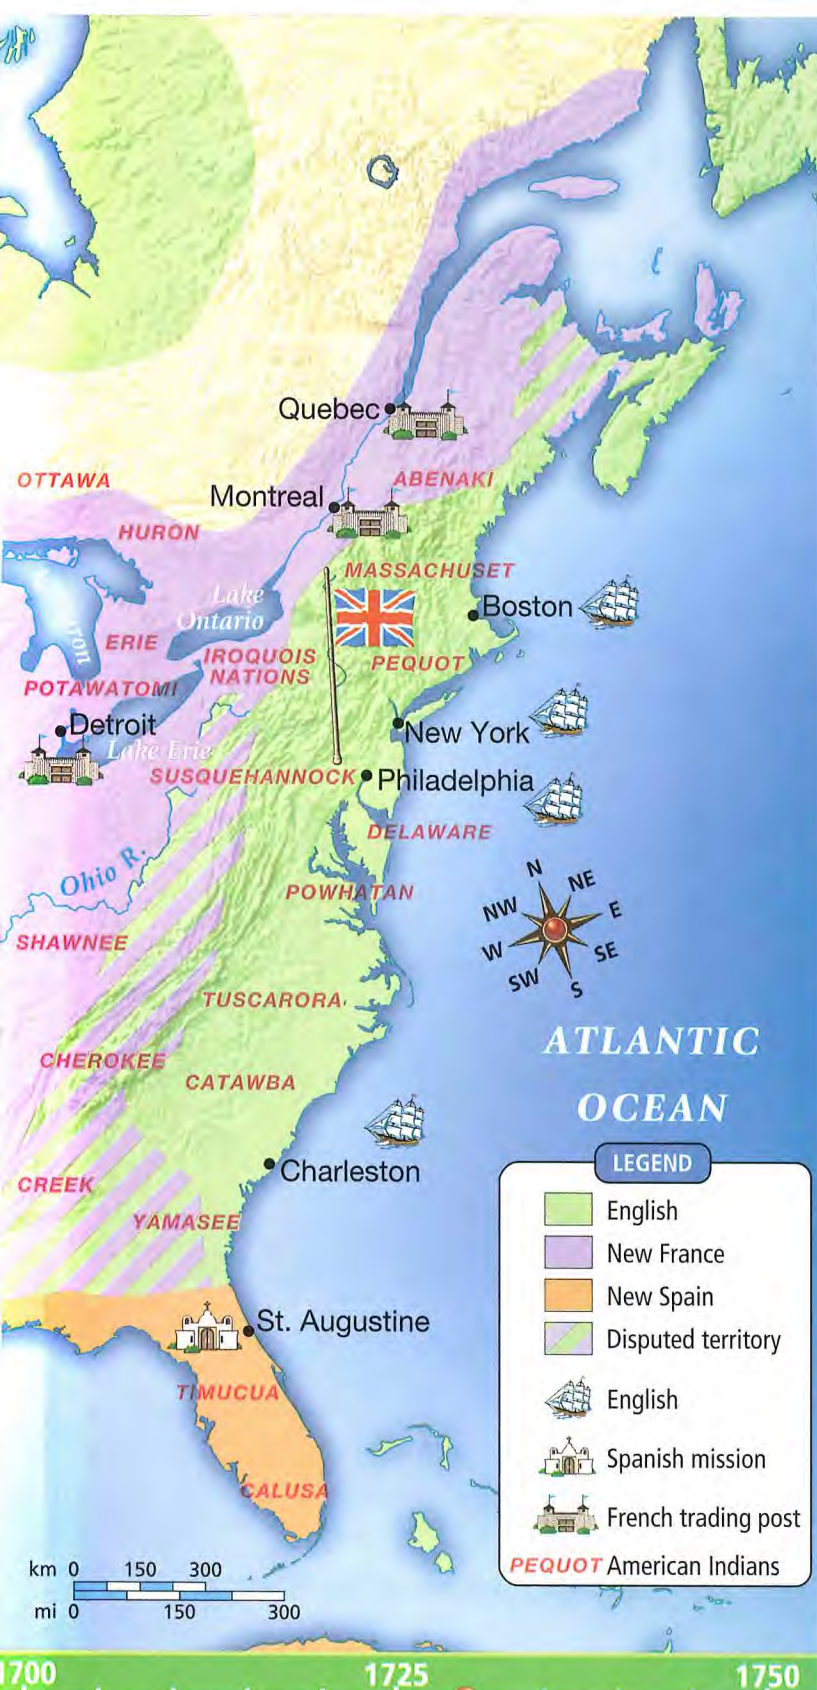 Quebec
OTTAWA
ABENAKI
Montreal
HURON
MASSACHUSET
Lake
Ontario
Boston
ERIE
IROQUOIS
NATIONS
PEQUOT
POTAWATOMI
Detroit
New York
Lake Erie
SUSQUEHANNOCK
Philadelphia
DELAWARE
Ohio R.
POWHATAN
N
NE
E
SE
S
SW
W
NW
SHAWNEE
TUSCARORA
ATLANTIC
OCEAN
CHEROKEE
CATAWBA
Charleston
CREEK
YAMASEE
St. Augustine
TIMUCUA
CALUSA
LEGEND
English
New France
New Spain
Disputed territory
English
Spanish mission
French trading post
PEQUOT American Indians
km 0 150 300
mi 0 150 300
1700 1725 1750